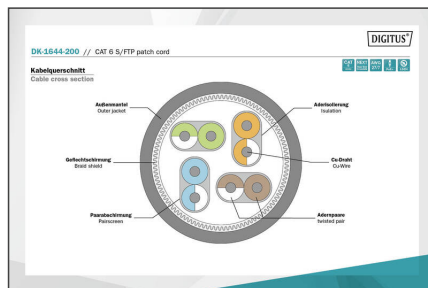 DIGITUS®
DK-1644-200 // CAT 6 S/FTP patch cord
Kabelquerschnitt
Cable cross section
Außenmantel
Outer jacket
Aderisolierung
Insulation
Geflechtschirmung
Braid shield
Cu-Draht
Cu-Wire
Paarabschirmung
Pairscreen
Adernpaare
twisted pair